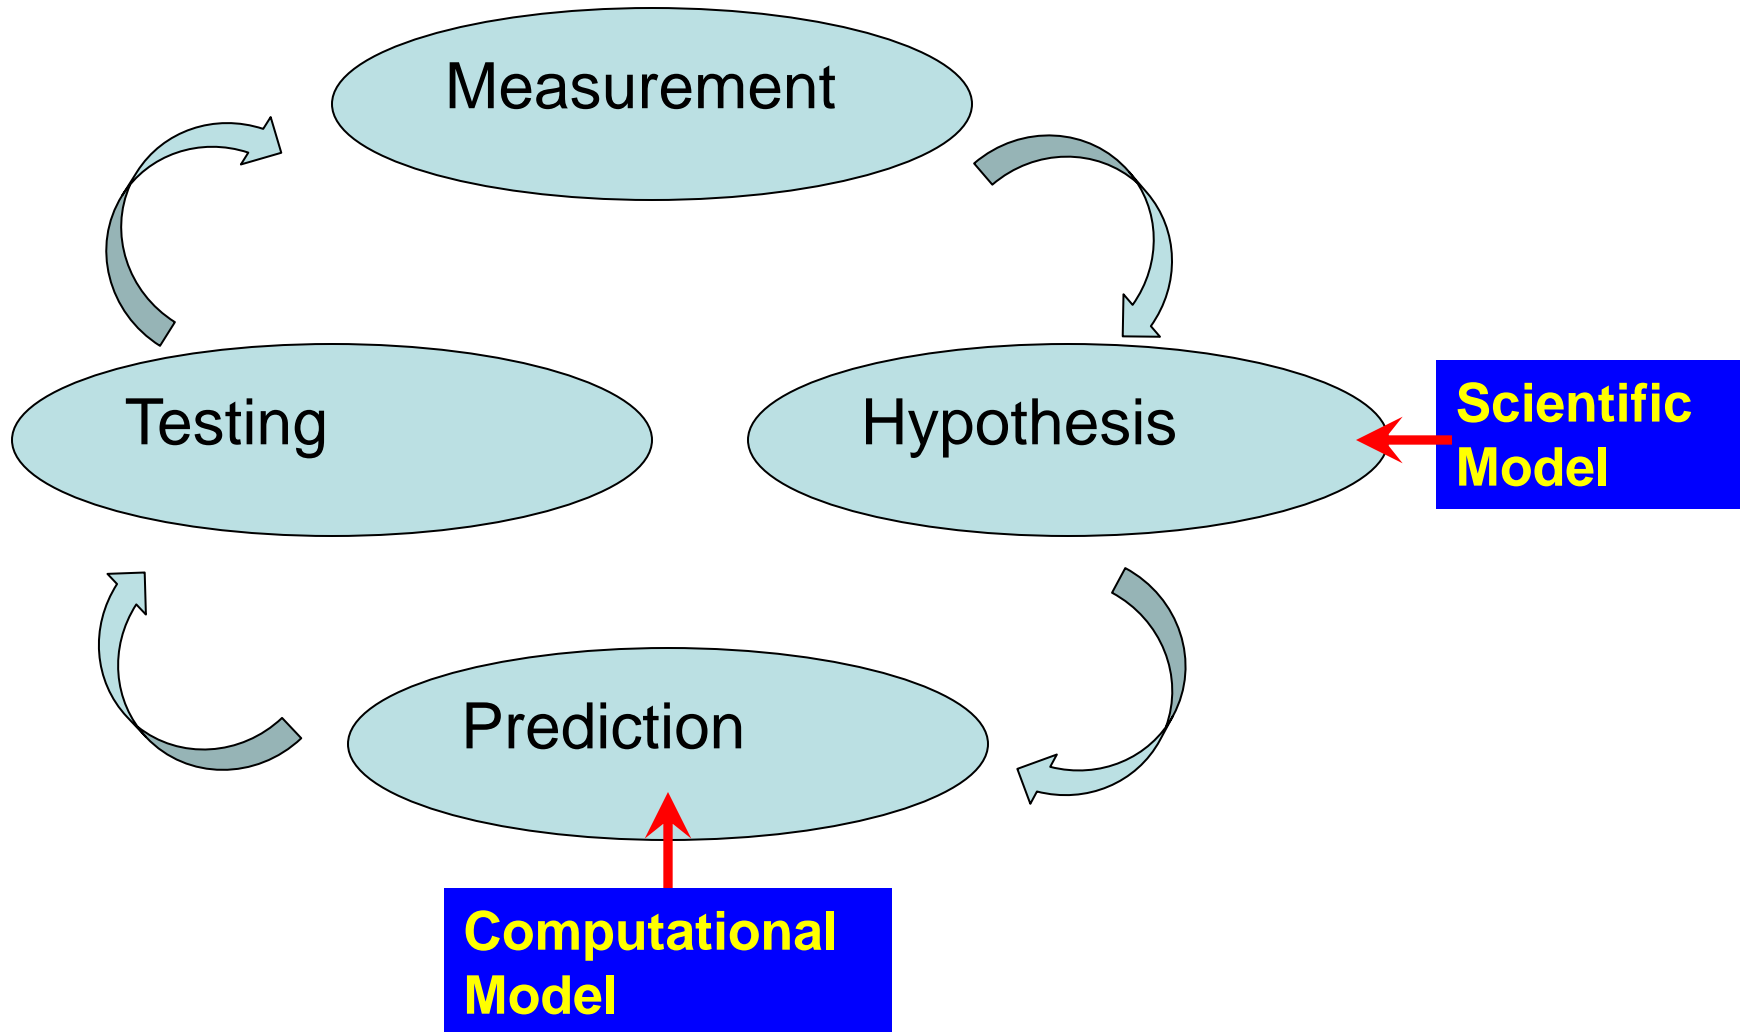 Measurement
Testing
Hypothesis
Scientific
Model
Prediction
Computational
Model